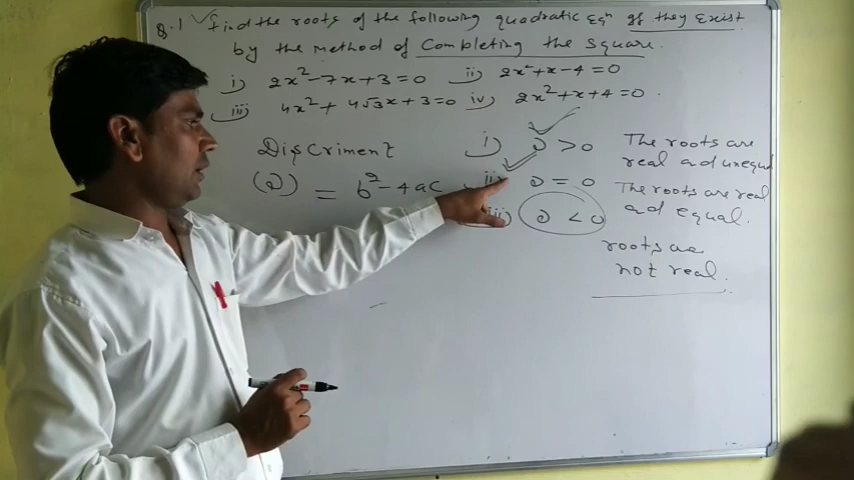 Q.1 Find the roots of the following quadratic Eqn if they Exist
by the method of Completing the square.
i) 2x²-7x+3=0 ii) 2x²+x-4=0
iii) 4x²+4√3x+3=0 iv) 2x²+x+4=0.
Discriment
(D) = b²-4ac
i) D > 0 The roots are
real ad unequa
ii) D = 0 The roots are real
ad equal.
iii) D < 0
roots are
not real.